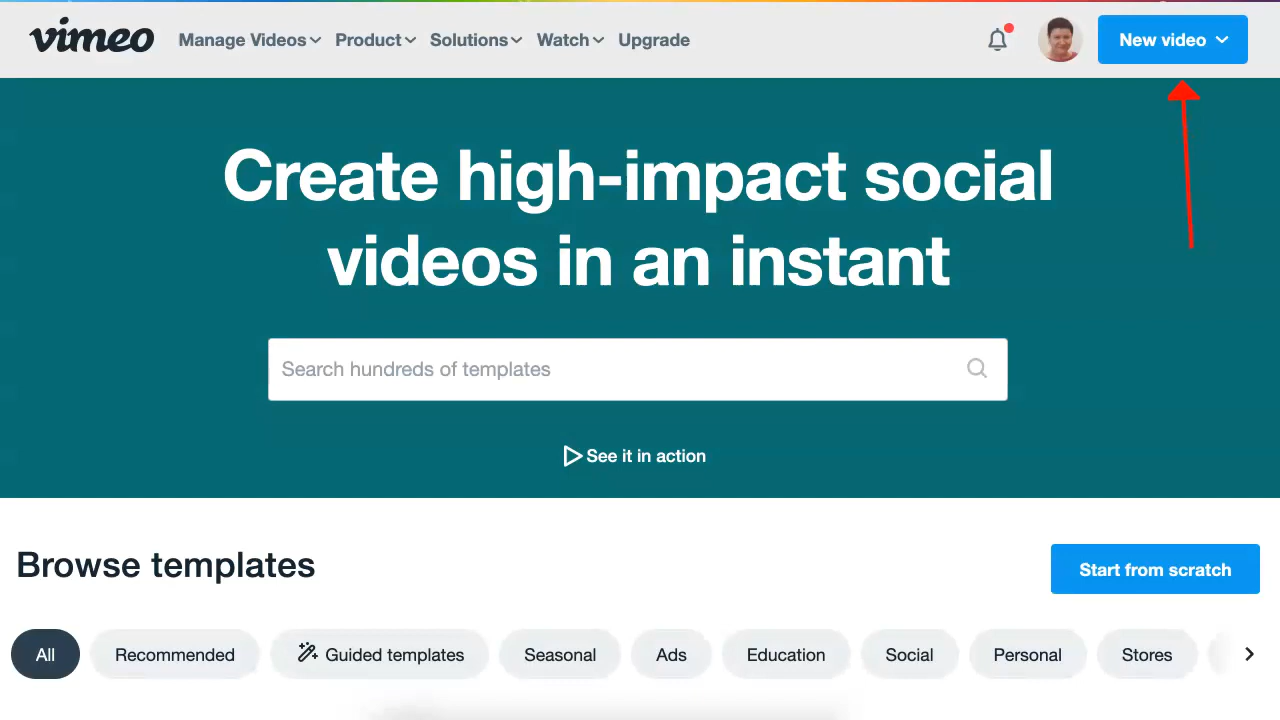 vimeo
Manage Videos Product Solutions Watch Upgrade
New video
Create high-impact social
videos in an instant
Search hundreds of templates
See it in action
Browse templates
Start from scratch
All Recommended Guided templates Seasonal Ads Education Social Personal Stores